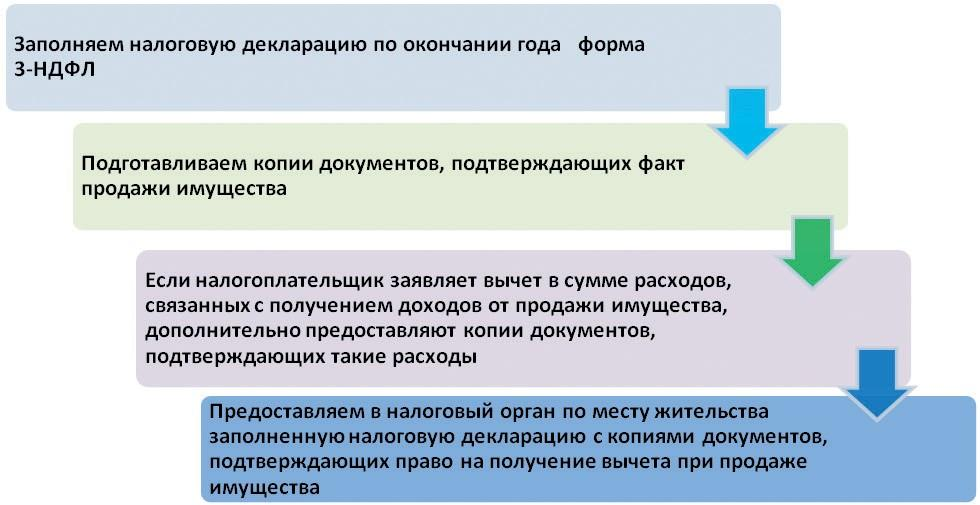 Заполняем налоговую декларацию по окончании года форма
3-НДФЛ
Подготавливаем копии документов, подтверждающих факт
продажи имущества
Если налогоплательщик заявляет вычет в сумме расходов,
связанных с получением доходов от продажи имущества,
дополнительно предоставляют копии документов,
подтверждающих такие расходы
Предоставляем в налоговый орган по месту жительства
заполненную налоговую декларацию с копиями документов,
подтверждающих право на получение вычета при продаже
имущества